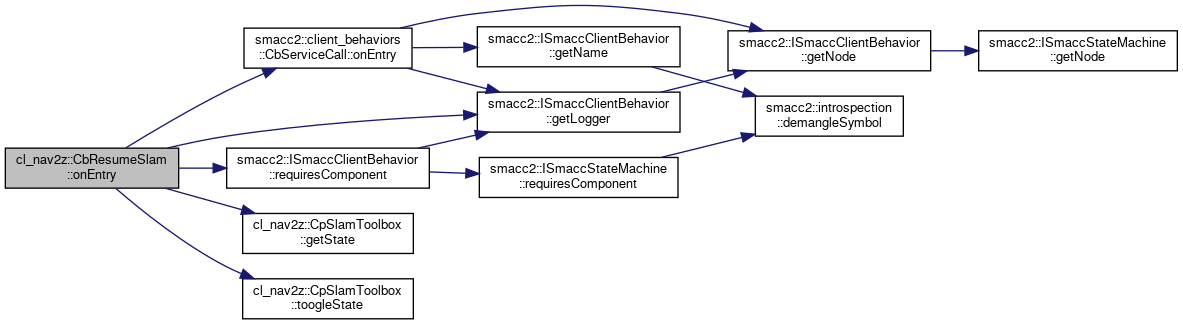 smacc2::client_behaviors
::CbServiceCall::onEntry
smacc2::ISmaccClientBehavior
::getName
smacc2::ISmaccClientBehavior
::getNode
smacc2::ISmaccStateMachine
::getNode
smacc2::ISmaccClientBehavior
::getLogger
smacc2::introspection
::demangleSymbol
cl_nav2z::CbResumeSlam
::onEntry
smacc2::ISmaccClientBehavior
::requiresComponent
smacc2::ISmaccStateMachine
::requiresComponent
cl_nav2z::CpSlamToolbox
::getState
cl_nav2z::CpSlamToolbox
::toogleState